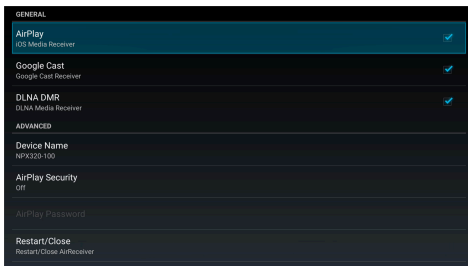 GENERAL
AirPlay
iOS Media Receiver
Google Cast
Google Cast Receiver
DLNA DMR
DLNA Media Receiver
ADVANCED
Device Name
NPX320-100
AirPlay Security
Off
AirPlay Password
Restart/Close
Restart/Close AirReceiver